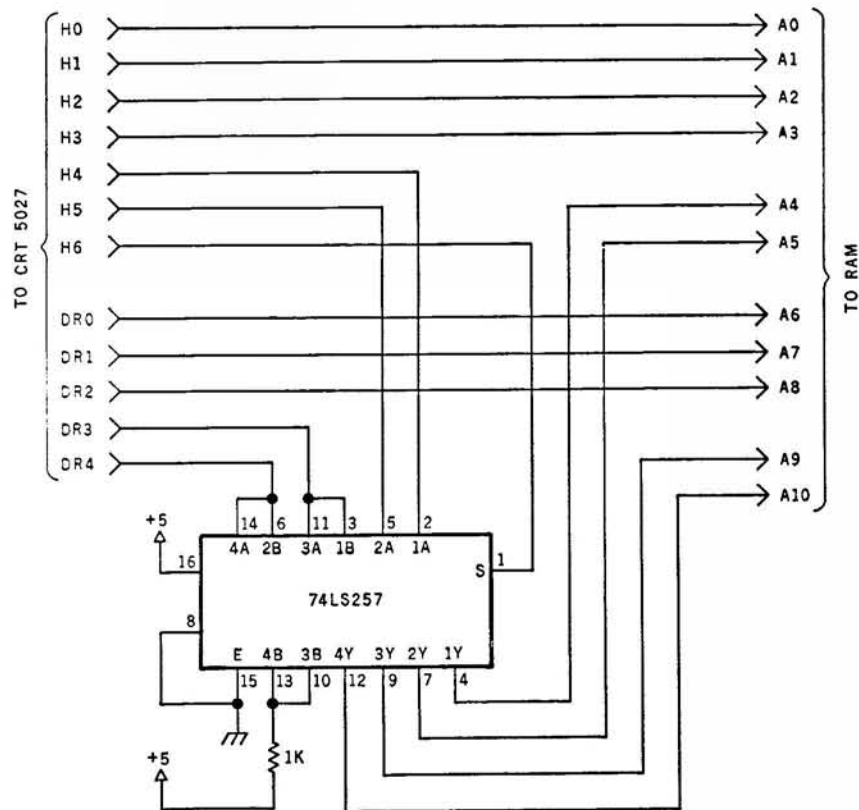 H0 A0
H1 A1
H2 A2
H3 A3
H4
H5 A4
H6 A5
TO CRT 5027
TO RAM
DR0 A6
DR1 A7
DR2 A8
DR3 A9
DR4 A10
+5 14 6 11 3 5 2
4A 2B 3A 1B 2A 1A
16 S 1
74LS257
8
E 4B 3B 4Y 3Y 2Y 1Y
15 13 10 12 9 7 4
+5 1K